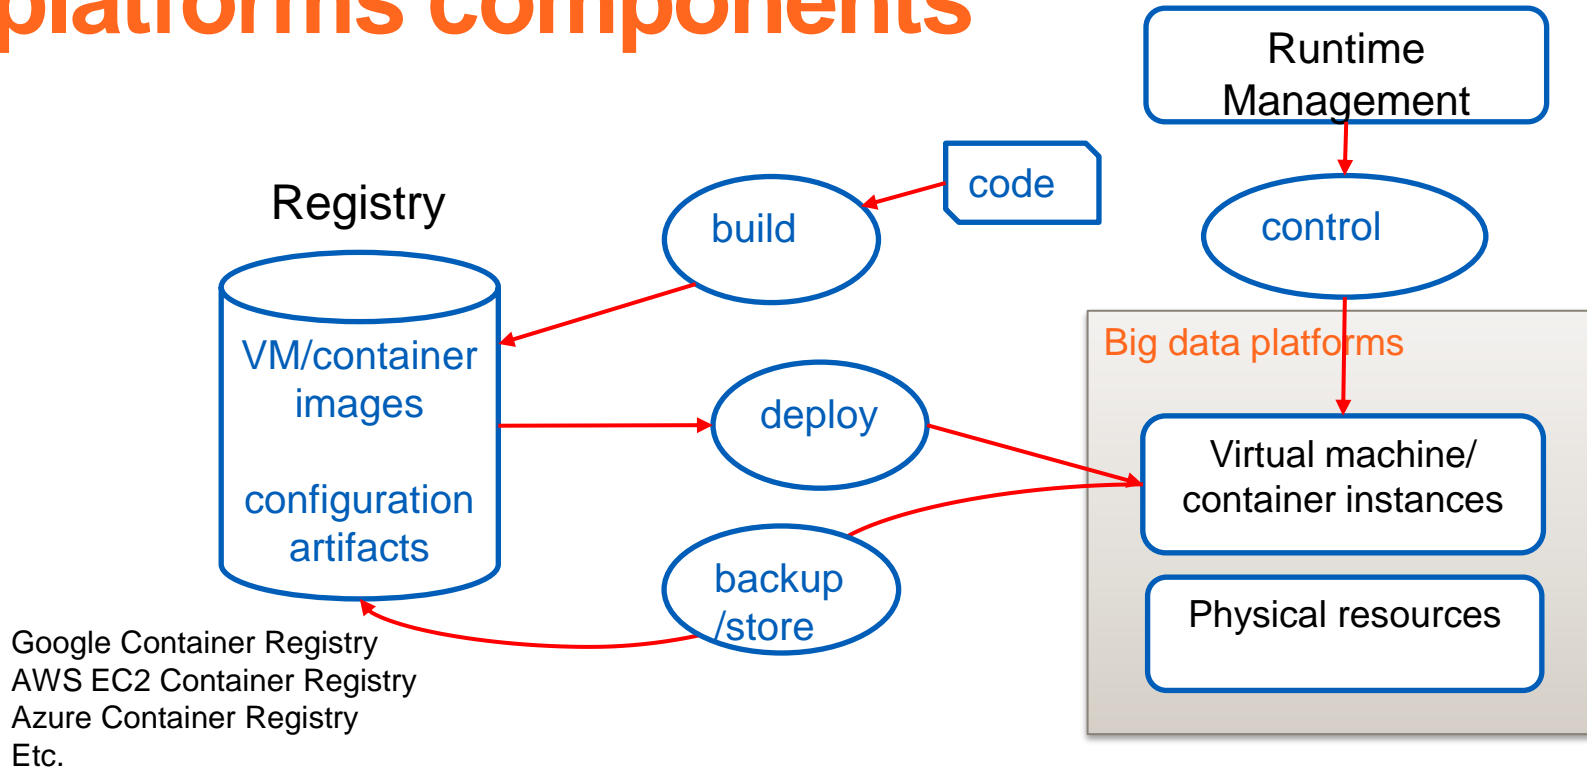 platforms components
Runtime
Management
code
Registry
build
control
Big data platforms
VM/container
images
configuration
artifacts
deploy
Virtual machine/
container instances
backup
/store
Physical resources
Google Container Registry
AWS EC2 Container Registry
Azure Container Registry
Etc.